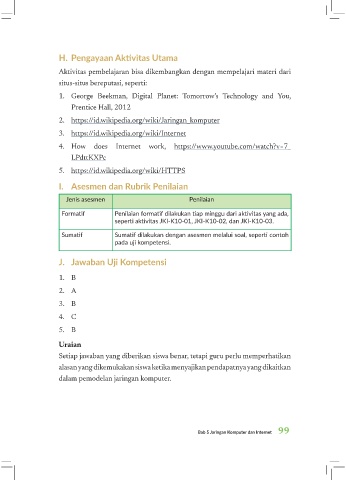 H. Pengayaan Aktivitas Utama
Aktivitas pembelajaran bisa dikembangkan dengan mempelajari materi dari
situs-situs bereputasi, seperti:
1. George Beekman, Digital Planet: Tomorrow's Technology and You,
Prentice Hall, 2012
2. https://id.wikipedia.org/wiki/Jaringan_komputer
3. https://id.wikipedia.org/wiki/Internet
4. How does Internet work, https://www.youtube.com/watch?v=7_
LPdttKXPc
5. https://id.wikipedia.org/wiki/HTTPS
I. Asesmen dan Rubrik Penilaian
Jenis asesmen Penilaian
Formatif Penilaian formatif dilakukan tiap minggu dari aktivitas yang ada,
seperti aktivitas JKI-K10-01, JKI-K10-02, dan JKI-K10-03.
Sumatif Sumatif dilakukan dengan asesmen melalui soal, seperti contoh
pada uji kompetensi.
J. Jawaban Uji Kompetensi
1. B
2. A
3. B
4. C
5. B
Uraian
Setiap jawaban yang diberikan siswa benar, tetapi guru perlu memperhatikan
alasan yang dikemukakan siswa ketika menyajikan pendapatnya yang dikaitkan
dalam pemodelan jaringan komputer.
Bab 5 Jaringan Komputer dan Internet 99